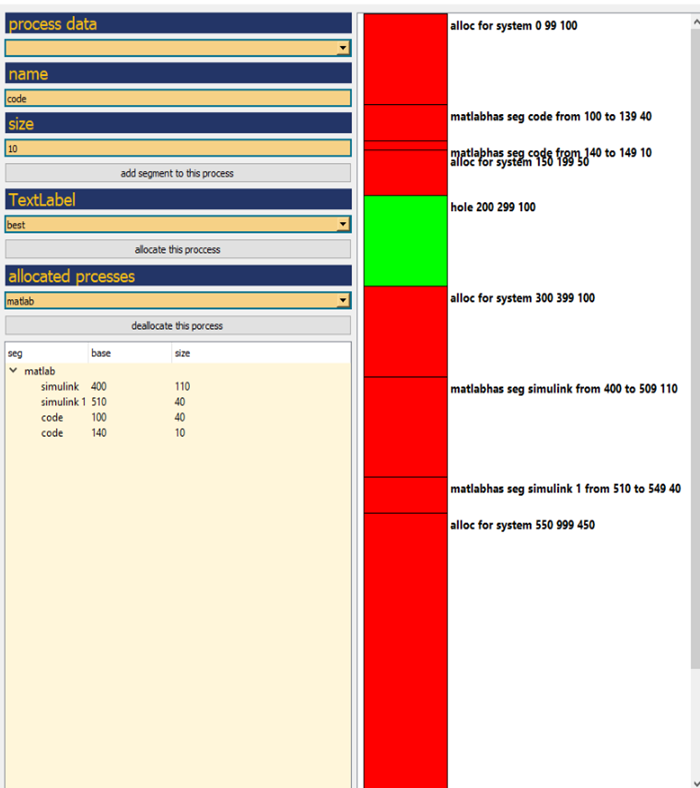 process data
name
code
size
10
add segment to this process
TextLabel
best
allocate this proccess
allocated prcesses
matlab
deallocate this porcess
seg base size
matlab
simulink 400 110
simulink 1 510 40
code 100 40
code 140 10
alloc for system 0 99 100
matlabhas seg code from 100 to 139 40
matlabhas seg code from 140 to 149 10
alloc for system 150 199 50
hole 200 299 100
alloc for system 300 399 100
matlabhas seg simulink from 400 to 509 110
matlabhas seg simulink 1 from 510 to 549 40
alloc for system 550 999 450